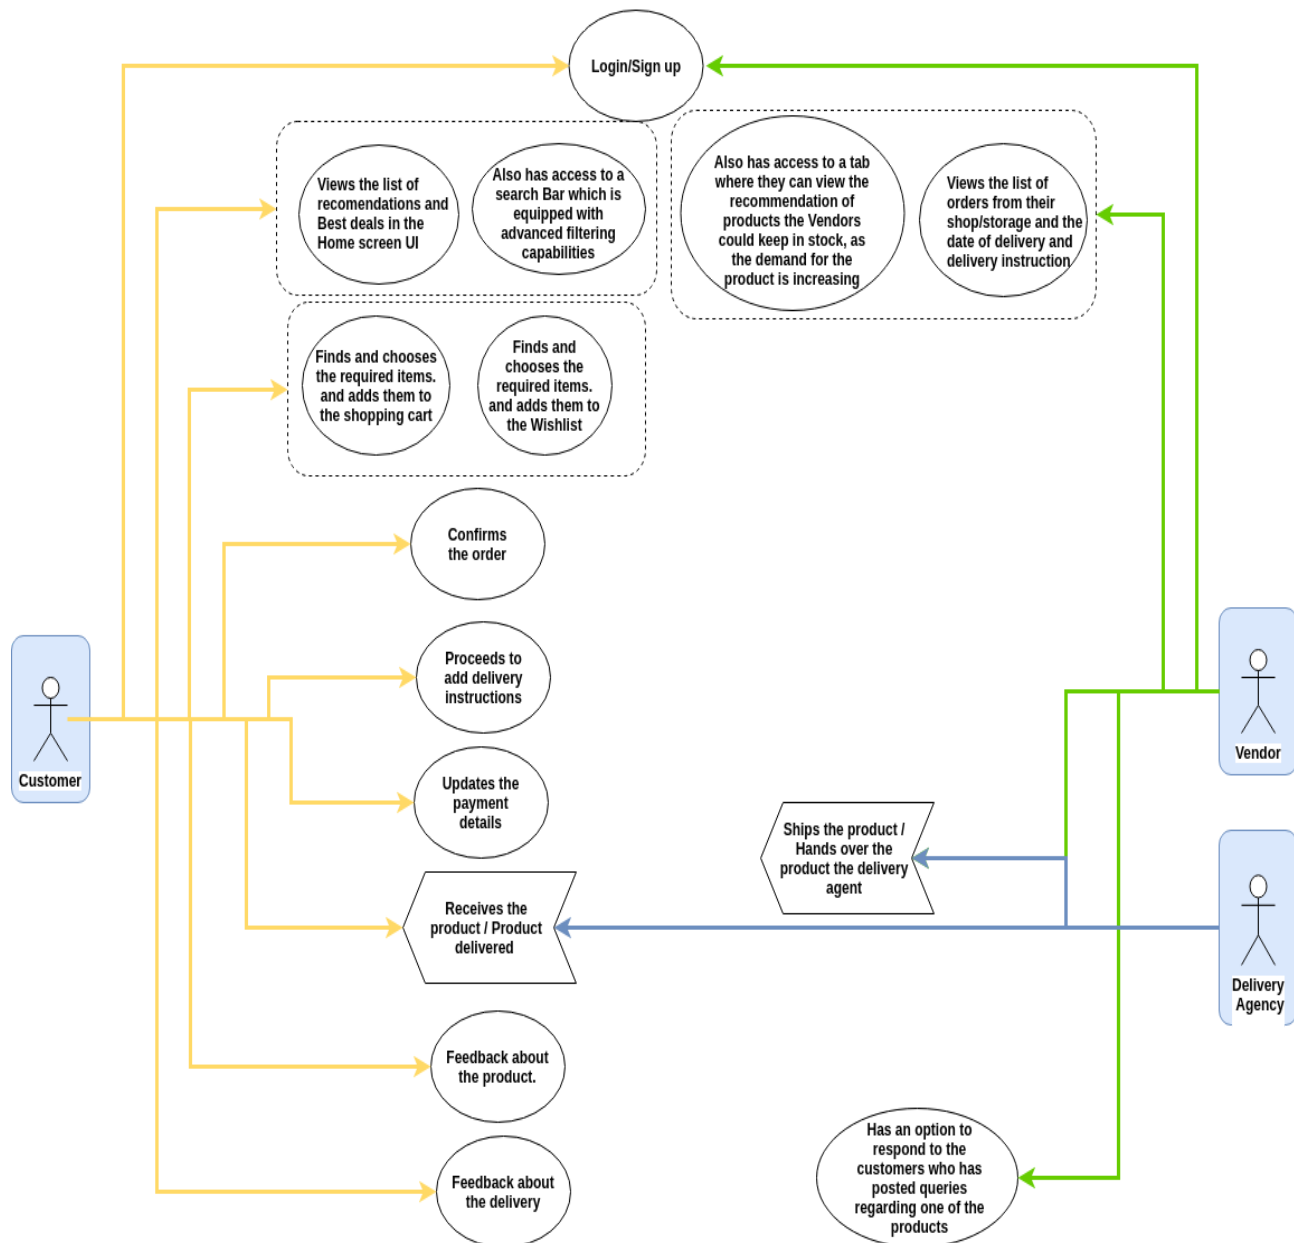 Login/Sign up
Views the list of
recomendations and
Best deals in the
Home screen UI
Also has access to a
search Bar which is
equipped with
advanced filtering
capabilities
Also has access to a tab
where they can view the
recommendation of
products the Vendors
could keep in stock, as
the demand for the
product is increasing
Views the list of
orders from their
shop/storage and the
date of delivery and
delivery instruction
Finds and chooses
the required items.
and adds them to
the shopping cart
Finds and
chooses the
required items.
and adds them to
the Wishlist
Confirms
the order
Proceeds to
add delivery
instructions
Customer
Vendor
Updates the
payment
details
Ships the product /
Hands over the
product the delivery
agent
Receives the
product / Product
delivered
Delivery
Agency
Feedback about
the product.
Feedback about
the delivery
Has an option to
respond to the
customers who has
posted queries
regarding one of the
products